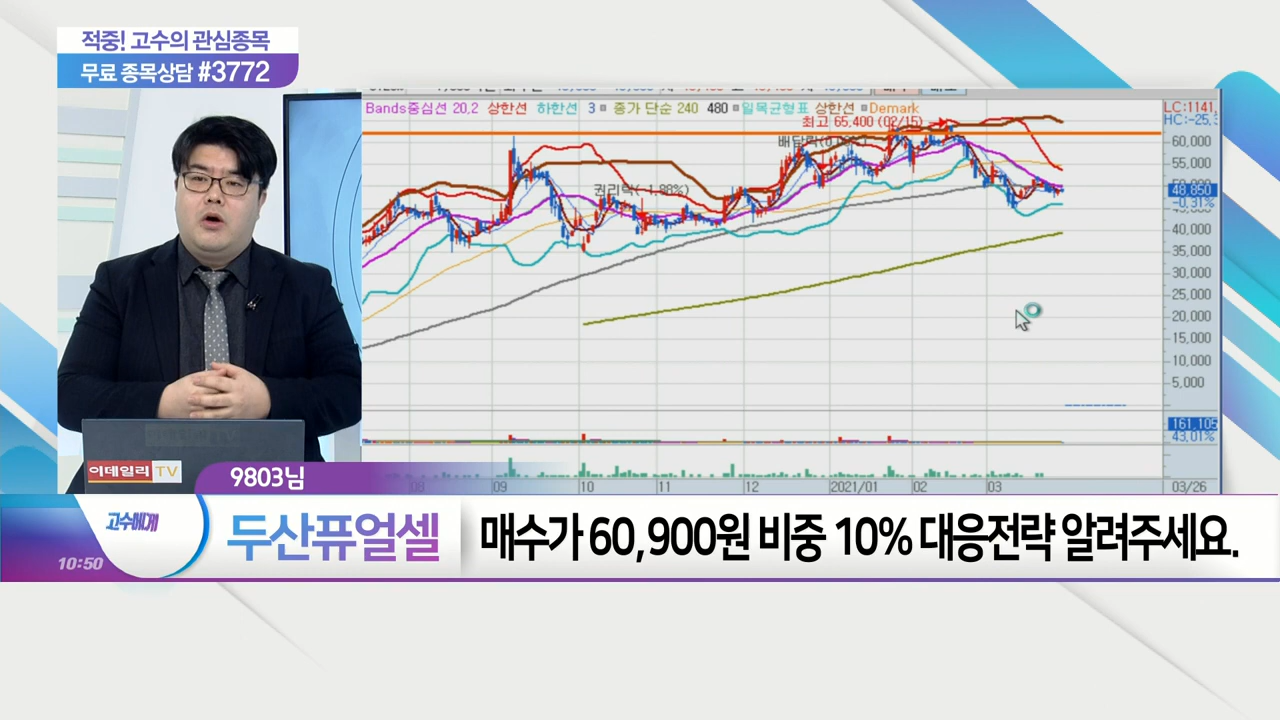 적중! 고수의 관심종목
무료 종목상담 #3772
Bands중심선 20,2 상한선 하한선 3 종가 단순 240 480 일목균형표 상한선 Demark
LC:1141,
HC:-25,
최고 65,400 (02/15)
권리락(-1.88%)
60,000
55,000
48,850
-0.31%
45,000
40,000
35,000
30,000
25,000
20,000
15,000
10,000
5,000
161,105
43,01%
08 09 10 11 12 2021/01 02 03 03/26
이데일리 TV
9803님
고수에게
10:50
두산퓨얼셀
매수가 60,900원 비중 10% 대응전략 알려주세요.